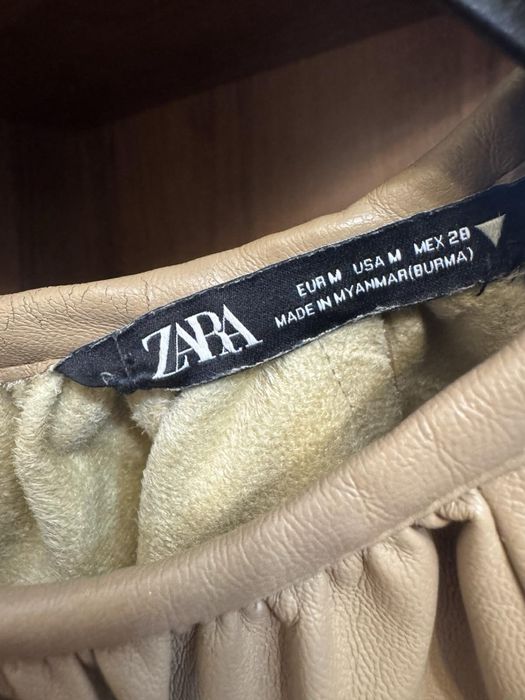 ZARA
EUR M USA M MEX 28
MADE IN MYANMAR(BURMA)